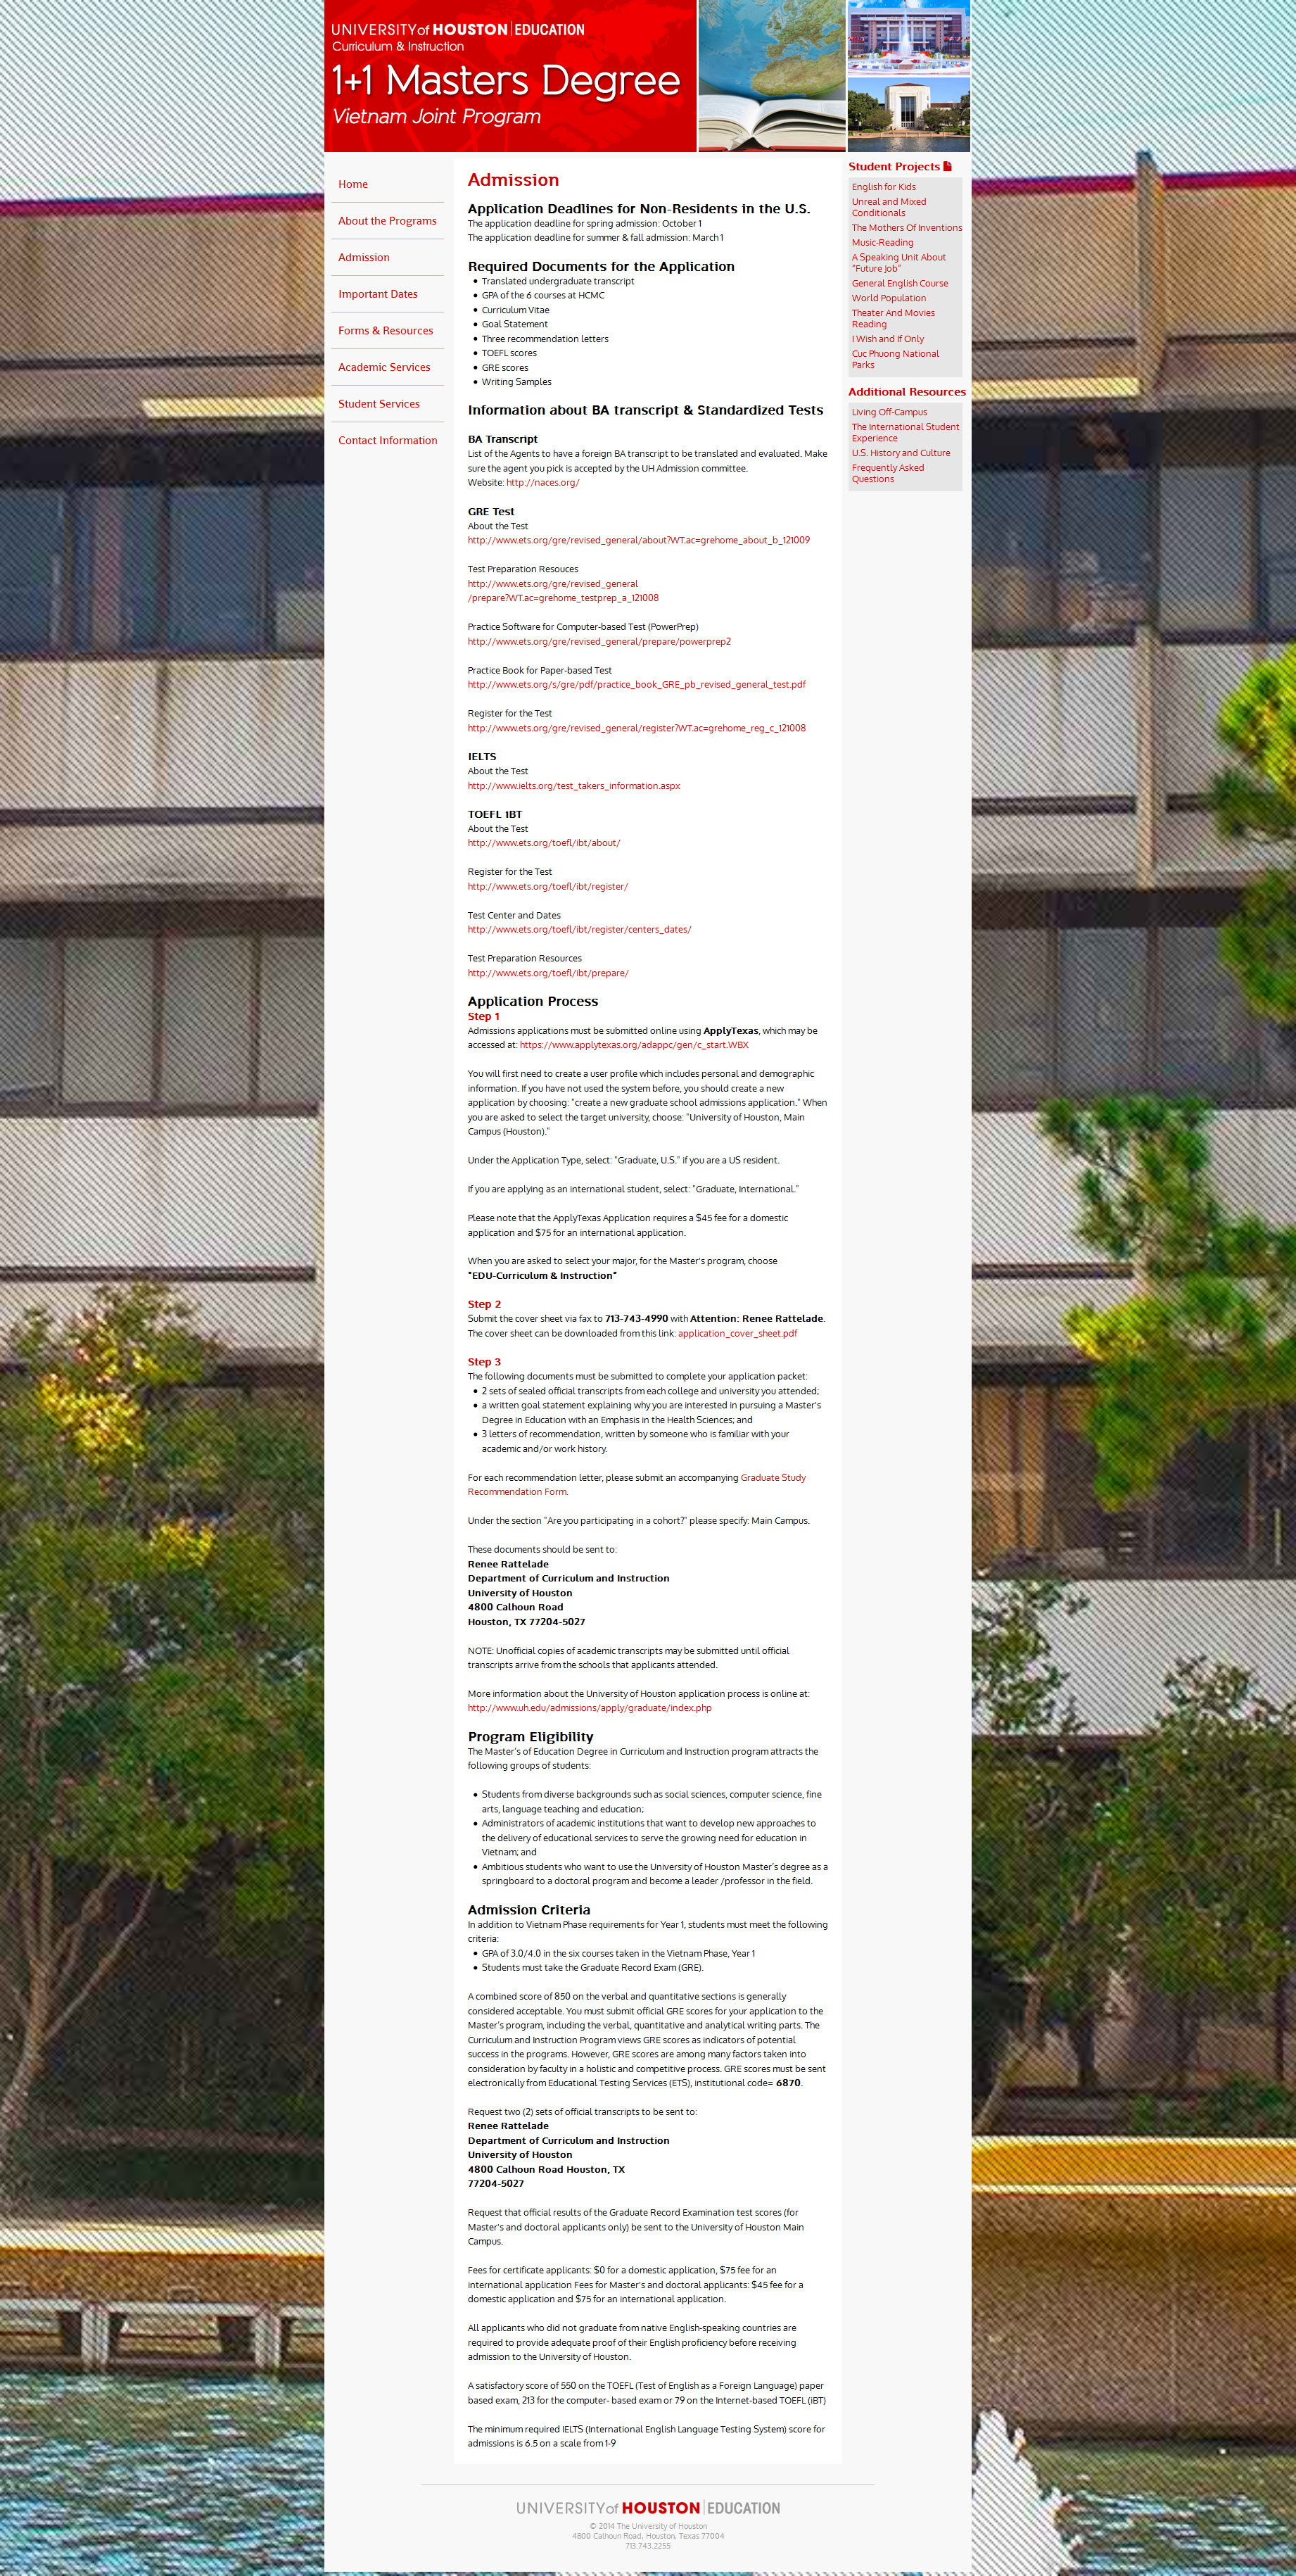 UNIVERSITY of HOUSTON | EDUCATION
Curriculum & Instruction
1+1 Masters Degree
Vietnam Joint Program
Home
About the Programs
Admission
Important Dates
Forms & Resources
Academic Services
Student Services
Contact Information
Admission
Application Deadlines for Non-Residents in the U.S.
The application deadline for spring admission: October 1
The application deadline for summer & fall admission: March 1
Required Documents for the Application
• Translated undergraduate transcript
• GPA of the 6 courses at HCMC
• Curriculum Vitae
• Goal Statement
• Three recommendation letters
• TOEFL scores
• GRE scores
• Writing Samples
Information about BA transcript & Standardized Tests
BA Transcript
List of the Agents to have a foreign BA transcript to be translated and evaluated. Make
sure the agent you pick is accepted by the UH Admission committee.
Website: http://naces.org/
GRE Test
About the Test
http://www.ets.org/gre/revised_general/about?WT.ac=grehome_about_b_121009
Test Preparation Resouces
http://www.ets.org/gre/revised_general
/prepare?WT.ac=grehome_testprep_a_121008
Practice Software for Computer-based Test (PowerPrep)
http://www.ets.org/gre/revised_general/prepare/powerprep2
Practice Book for Paper-based Test
http://www.ets.org/s/gre/pdf/practice_book_GRE_pb_revised_general_test.pdf
Register for the Test
http://www.ets.org/gre/revised_general/register?WT.ac=grehome_reg_c_121008
IELTS
About the Test
http://www.ielts.org/test_takers_information.aspx
TOEFL iBT
About the Test
http://www.ets.org/toefl/ibt/about/
Register for the Test
http://www.ets.org/toefl/ibt/register/
Test Center and Dates
http://www.ets.org/toefl/ibt/register/centers_dates/
Test Preparation Resources
http://www.ets.org/toefl/ibt/prepare/
Application Process
Step 1
Admissions applications must be submitted online using ApplyTexas, which may be
accessed at: https://www.applytexas.org/adappc/gen/c_start.WBX
You will first need to create a user profile which includes personal and demographic
information. If you have not used the system before, you should create a new
application by choosing: "create a new graduate school admissions application." When
you are asked to select the target university, choose: "University of Houston, Main
Campus (Houston)."
Under the Application Type, select: "Graduate, U.S." if you are a US resident.
If you are applying as an international student, select: "Graduate, International."
Please note that the ApplyTexas Application requires a $45 fee for a domestic
application and $75 for an international application.
When you are asked to select your major, for the Master's program, choose
"EDU-Curriculum & Instruction"
Step 2
Submit the cover sheet via fax to 713-743-4990 with Attention: Renee Rattelade.
The cover sheet can be downloaded from this link: application_cover_sheet.pdf
Step 3
The following documents must be submitted to complete your application packet:
• 2 sets of sealed official transcripts from each college and university you attended;
• a written goal statement explaining why you are interested in pursuing a Master's
Degree in Education with an Emphasis in the Health Sciences; and
• 3 letters of recommendation, written by someone who is familiar with your
academic and/or work history.
For each recommendation letter, please submit an accompanying Graduate Study
Recommendation Form.
Under the section "Are you participating in a cohort?" please specify: Main Campus.
These documents should be sent to:
Renee Rattelade
Department of Curriculum and Instruction
University of Houston
4800 Calhoun Road
Houston, TX 77204-5027
NOTE: Unofficial copies of academic transcripts may be submitted until official
transcripts arrive from the schools that applicants attended.
More information about the University of Houston application process is online at:
http://www.uh.edu/admissions/apply/graduate/index.php
Program Eligibility
The Master's of Education Degree in Curriculum and Instruction program attracts the
following groups of students:
• Students from diverse backgrounds such as social sciences, computer science, fine
arts, language teaching and education;
• Administrators of academic institutions that want to develop new approaches to
the delivery of educational services to serve the growing need for education in
Vietnam; and
• Ambitious students who want to use the University of Houston Master's degree as a
springboard to a doctoral program and become a leader /professor in the field.
Admission Criteria
In addition to Vietnam Phase requirements for Year 1, students must meet the following
criteria:
• GPA of 3.0/4.0 in the six courses taken in the Vietnam Phase, Year 1
• Students must take the Graduate Record Exam (GRE).
A combined score of 850 on the verbal and quantitative sections is generally
considered acceptable. You must submit official GRE scores for your application to the
Master's program, including the verbal, quantitative and analytical writing parts. The
Curriculum and Instruction Program views GRE scores as indicators of potential
success in the programs. However, GRE scores are among many factors taken into
consideration by faculty in a holistic and competitive process. GRE scores must be sent
electronically from Educational Testing Services (ETS), institutional code= 6870.
Request two (2) sets of official transcripts to be sent to:
Renee Rattelade
Department of Curriculum and Instruction
University of Houston
4800 Calhoun Road Houston, TX
77204-5027
Request that official results of the Graduate Record Examination test scores (for
Master's and doctoral applicants only) be sent to the University of Houston Main
Campus.
Fees for certificate applicants: $0 for a domestic application, $75 fee for an
international application Fees for Master's and doctoral applicants: $45 fee for a
domestic application and $75 for an international application.
All applicants who did not graduate from native English-speaking countries are
required to provide adequate proof of their English proficiency before receiving
admission to the University of Houston.
A satisfactory score of 550 on the TOEFL (Test of English as a Foreign Language) paper
based exam, 213 for the computer- based exam or 79 on the Internet-based TOEFL (iBT)
The minimum required IELTS (International English Language Testing System) score for
admissions is 6.5 on a scale from 1-9
Student Projects
English for Kids
Unreal and Mixed
Conditionals
The Mothers Of Inventions
Music-Reading
A Speaking Unit About
"Future Job"
General English Course
World Population
Theater And Movies
Reading
I Wish and If Only
Cuc Phuong National
Parks
Additional Resources
Living Off-Campus
The International Student
Experience
U.S. History and Culture
Frequently Asked
Questions
UNIVERSITY of HOUSTON | EDUCATION
© 2014 The University of Houston
4800 Calhoun Road, Houston, Texas 77004
713.743.2255